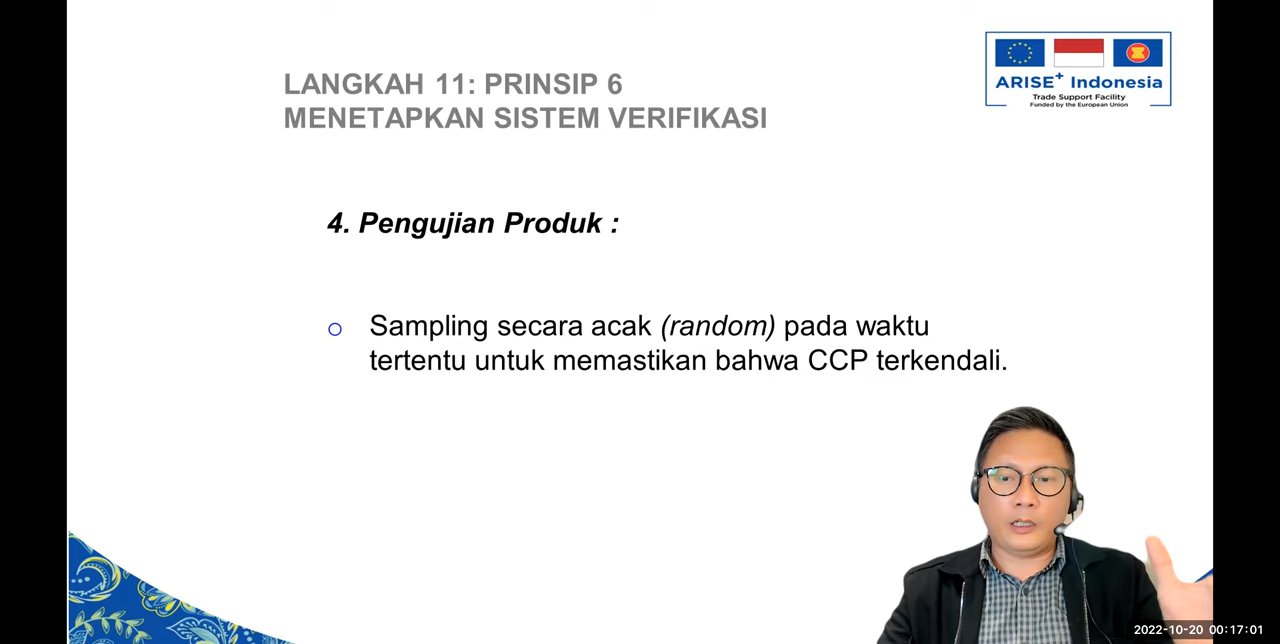 ARISE+ Indonesia
Trade Support Facility
Funded by the European Union
LANGKAH 11: PRINSIP 6
MENETAPKAN SISTEM VERIFIKASI
4. Pengujian Produk :
o Sampling secara acak (random) pada waktu
tertentu untuk memastikan bahwa CCP terkendali.
2022-10-20 00:17:01